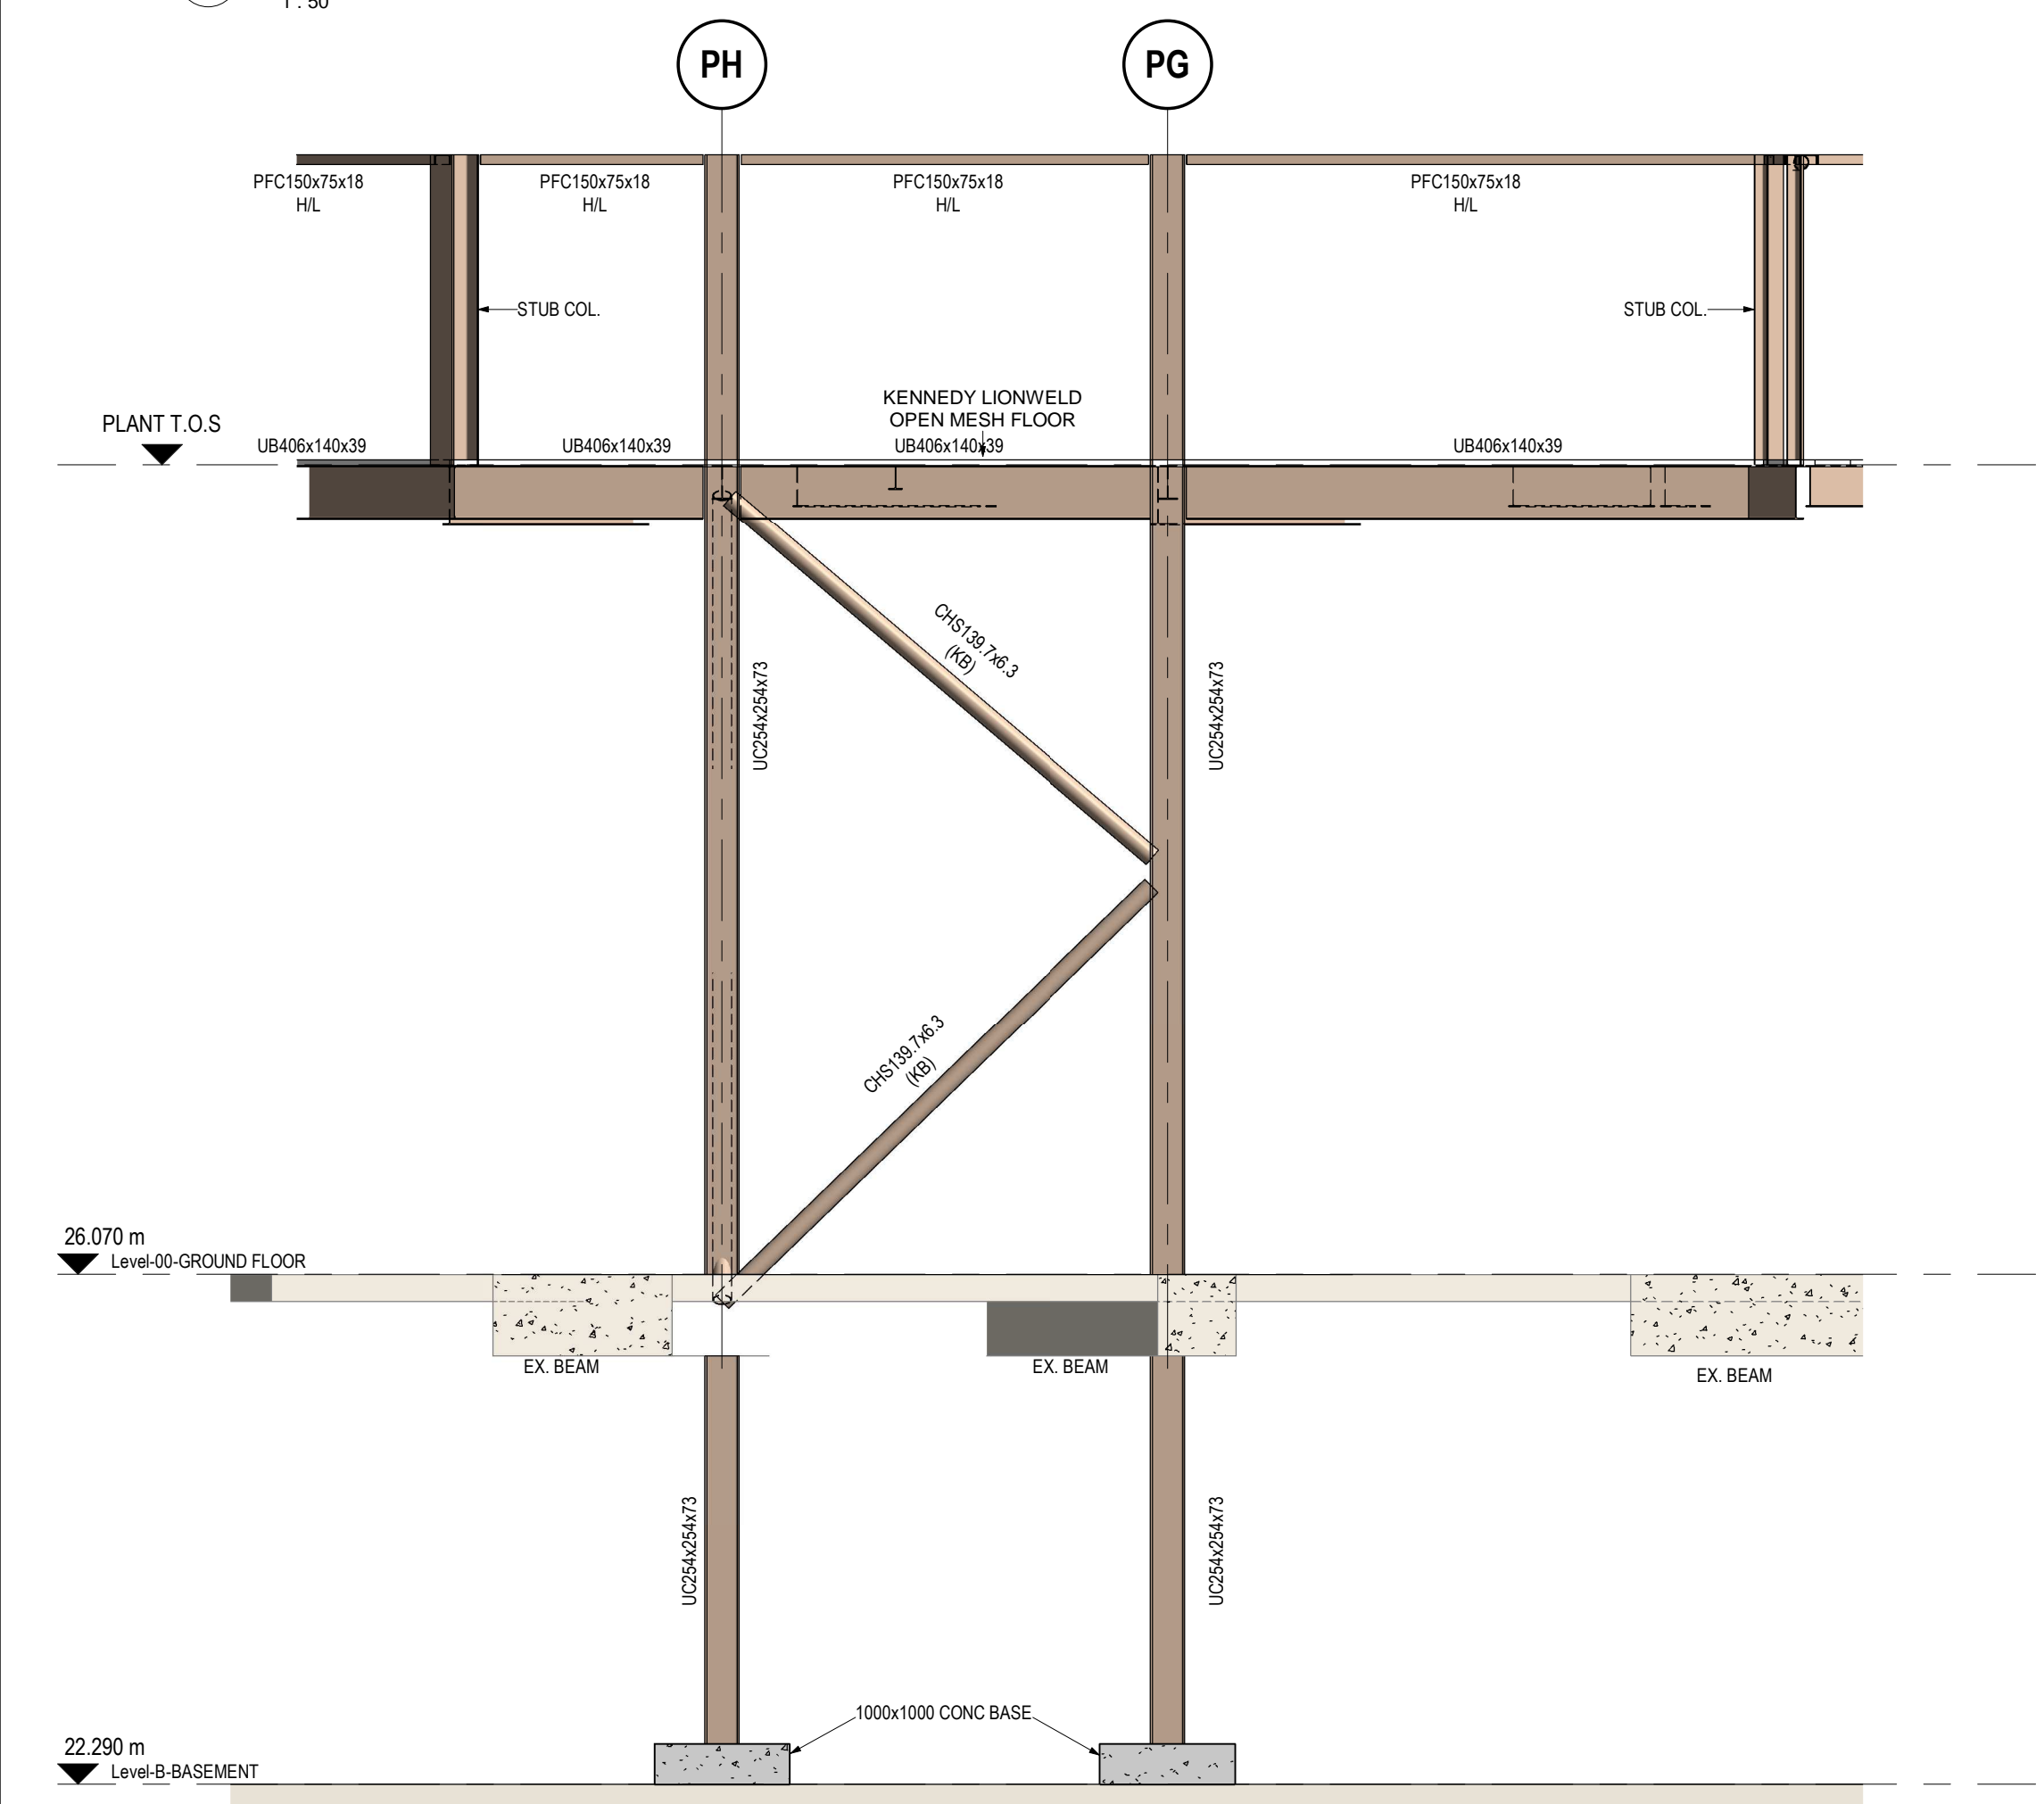 1 : 50
PH
PG
PFC150x75x18
H/L
PFC150x75x18
H/L
PFC150x75x18
H/L
PFC150x75x18
H/L
STUB COL.
STUB COL.
KENNEDY LIONWELD
OPEN MESH FLOOR
PLANT T.O.S
UB406x140x39
UB406x140x39
UB406x140x39
UB406x140x39
CHS139.7x6.3
(KB)
UC254x254x73
UC254x254x73
CHS139.7x6.3
(KB)
26.070 m
Level-00-GROUND FLOOR
EX. BEAM
EX. BEAM
EX. BEAM
UC254x254x73
UC254x254x73
1000x1000 CONC BASE
22.290 m
Level-B-BASEMENT